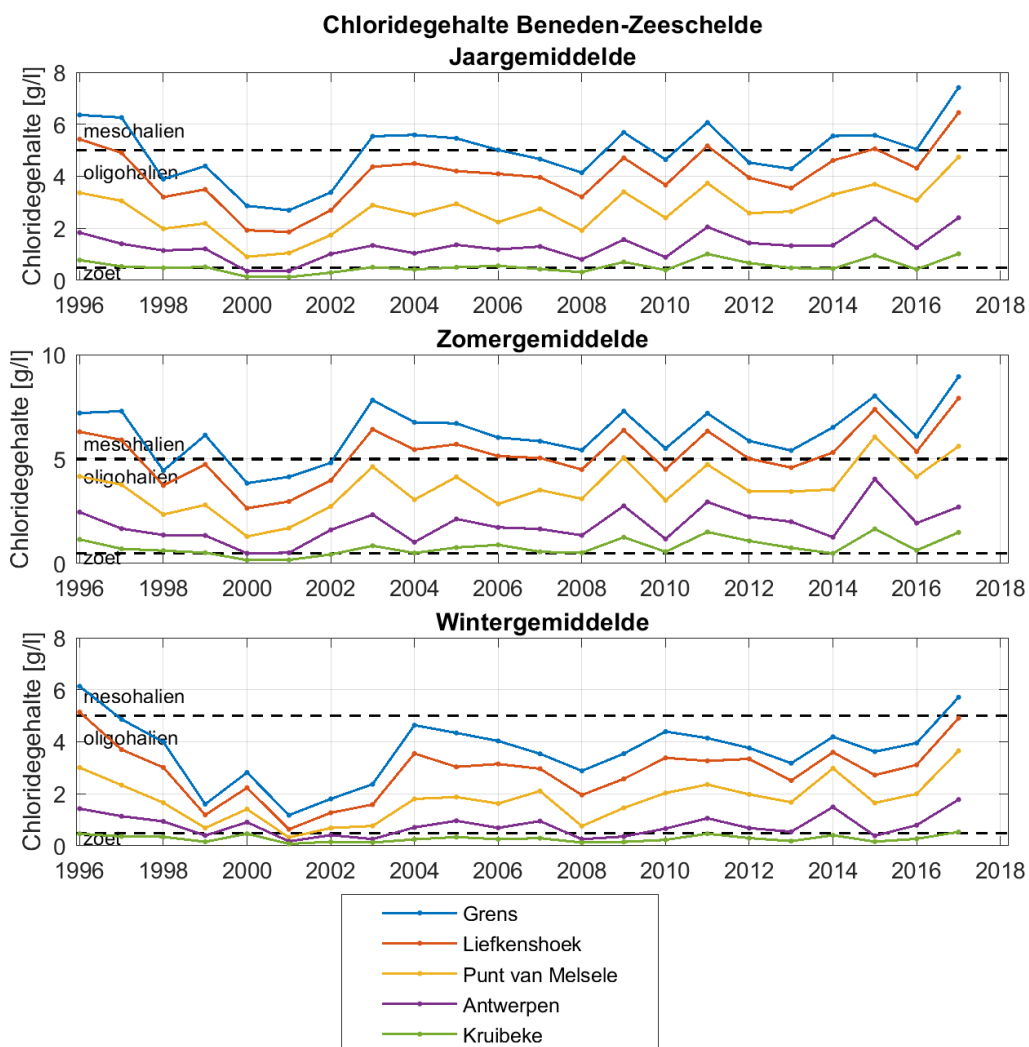 Chloridegehalte Beneden-Zeeschelde
Jaargemiddelde
Chloridegehalte [g/l]
8
6
4
2
0
mesohalien
oligohalien
zoet
1996 1998 2000 2002 2004 2006 2008 2010 2012 2014 2016 2018
Zomergemiddelde
Chloridegehalte [g/l]
10
5
0
mesohalien
oligohalien
zoet
1996 1998 2000 2002 2004 2006 2008 2010 2012 2014 2016 2018
Wintergemiddelde
Chloridegehalte [g/l]
8
6
4
2
0
mesohalien
oligohalien
zoet
1996 1998 2000 2002 2004 2006 2008 2010 2012 2014 2016 2018
Grens
Liefkenshoek
Punt van Melsele
Antwerpen
Kruibeke